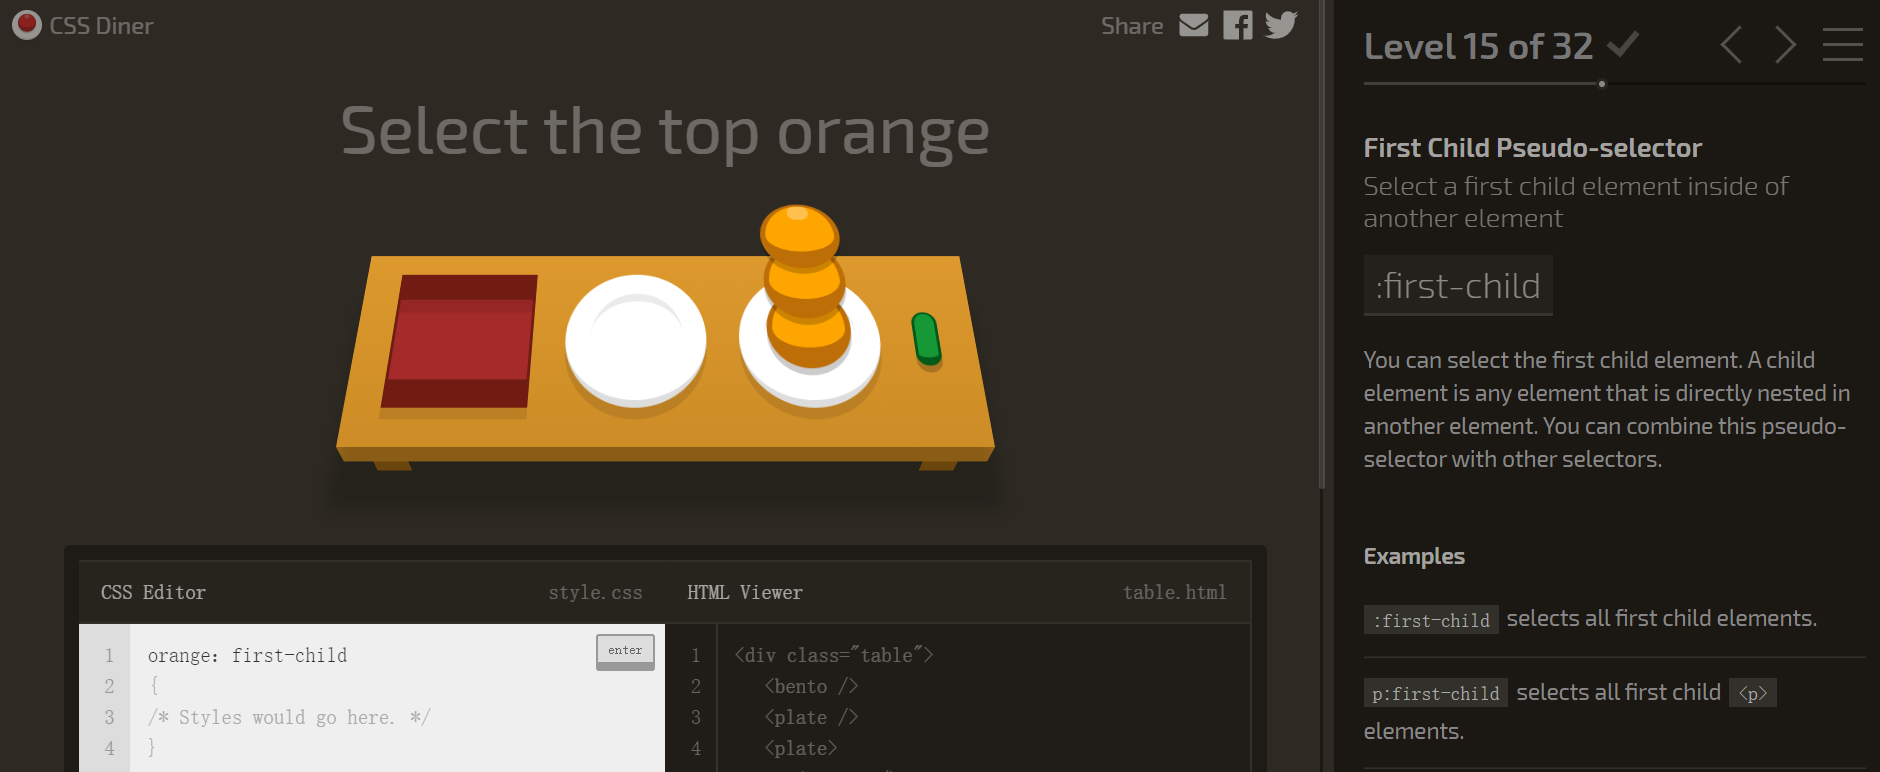 CSS Diner
Share
Select the top orange
CSS Editor
style.css
HTML Viewer
table.html
1 orange: first-child
enter
2 {
3 /* Styles would go here. */
4 }
1 <div class="table">
2 <bento />
3 <plate />
4 <plate>
Level 15 of 32
First Child Pseudo-selector
Select a first child element inside of
another element
:first-child
You can select the first child element. A child
element is any element that is directly nested in
another element. You can combine this pseudo-
selector with other selectors.
Examples
:first-child selects all first child elements.
p:first-child selects all first child <p>
elements.